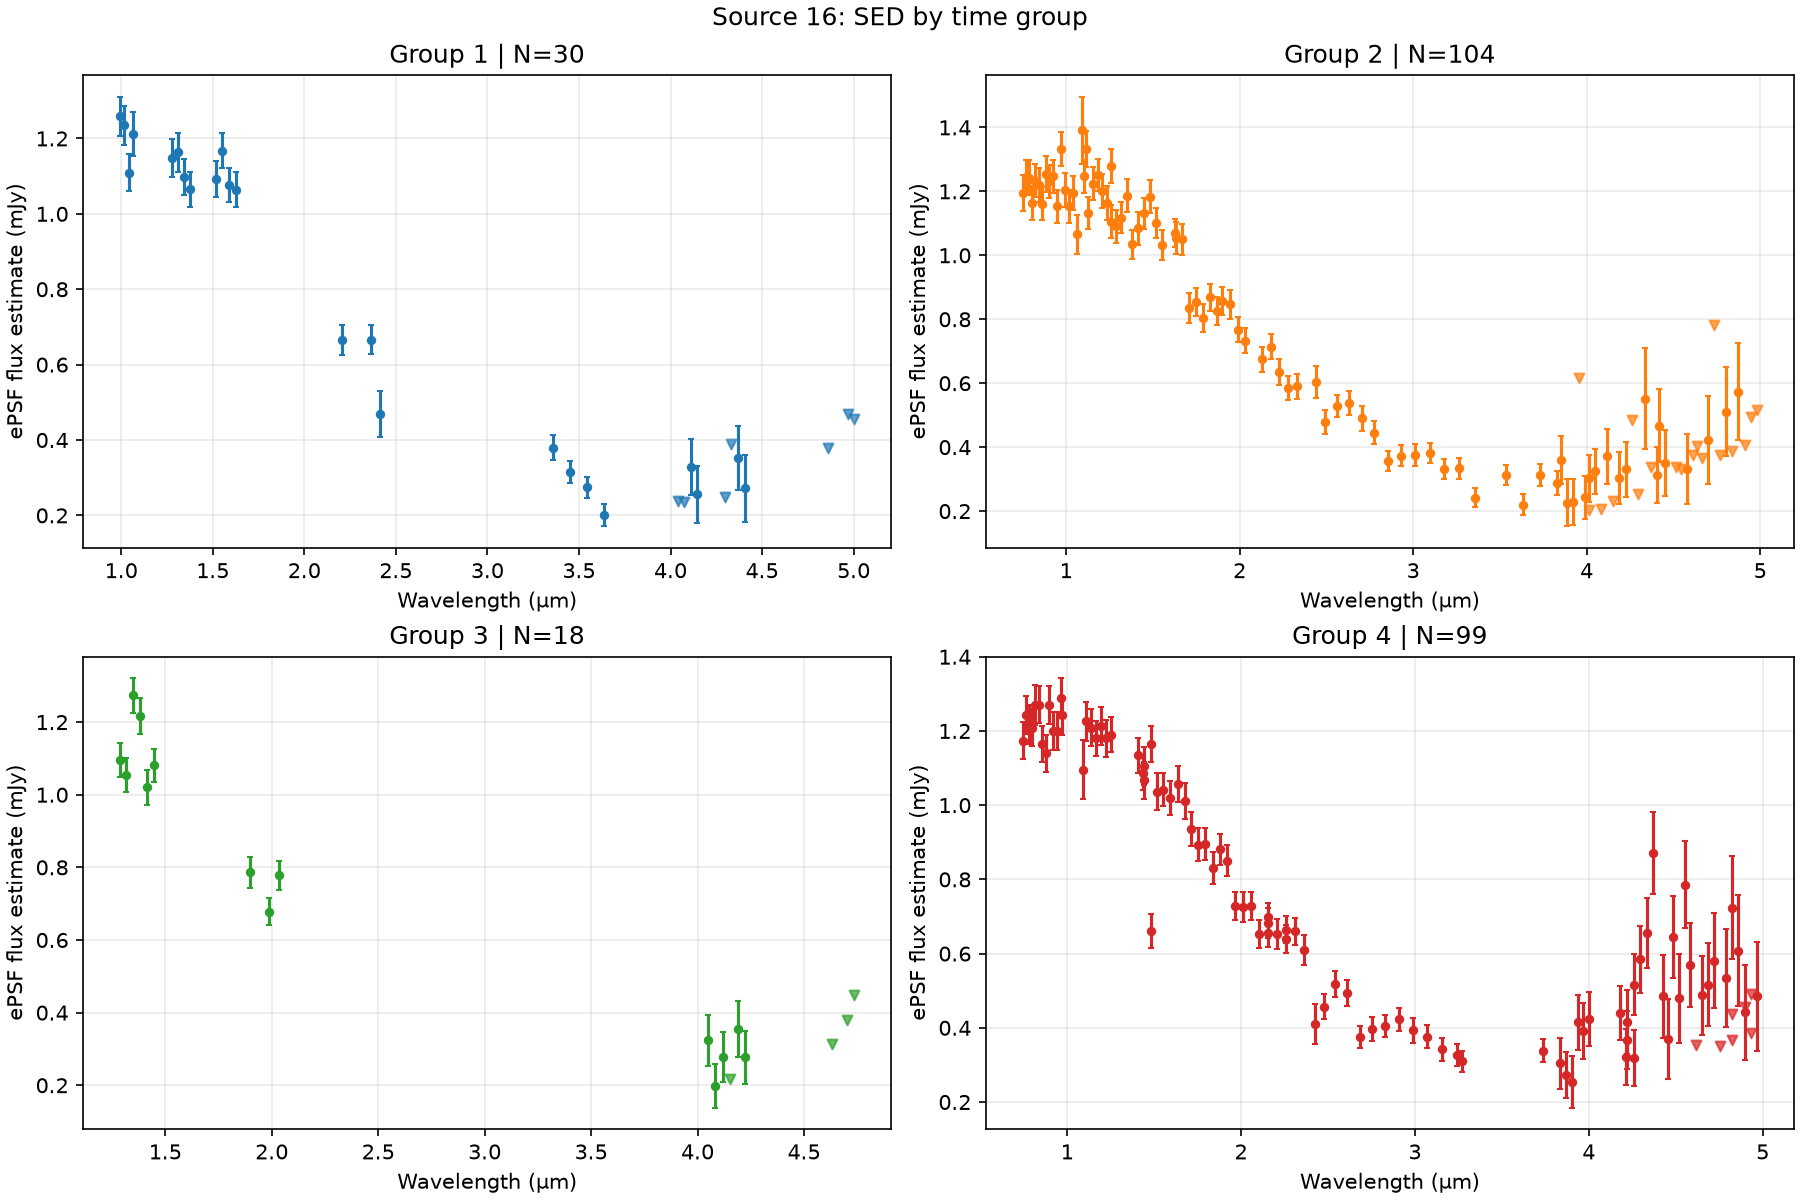 Source 16: SED by time group
Group 1 | N=30
ePSF flux estimate (mJy)
1.2
1.0
0.8
0.6
0.4
0.2
1.0 1.5 2.0 2.5 3.0 3.5 4.0 4.5 5.0
Wavelength (µm)
Group 2 | N=104
ePSF flux estimate (mJy)
1.4
1.2
1.0
0.8
0.6
0.4
0.2
1 2 3 4 5
Wavelength (µm)
Group 3 | N=18
ePSF flux estimate (mJy)
1.2
1.0
0.8
0.6
0.4
0.2
1.5 2.0 2.5 3.0 3.5 4.0 4.5
Wavelength (µm)
Group 4 | N=99
ePSF flux estimate (mJy)
1.4
1.2
1.0
0.8
0.6
0.4
0.2
1 2 3 4 5
Wavelength (µm)